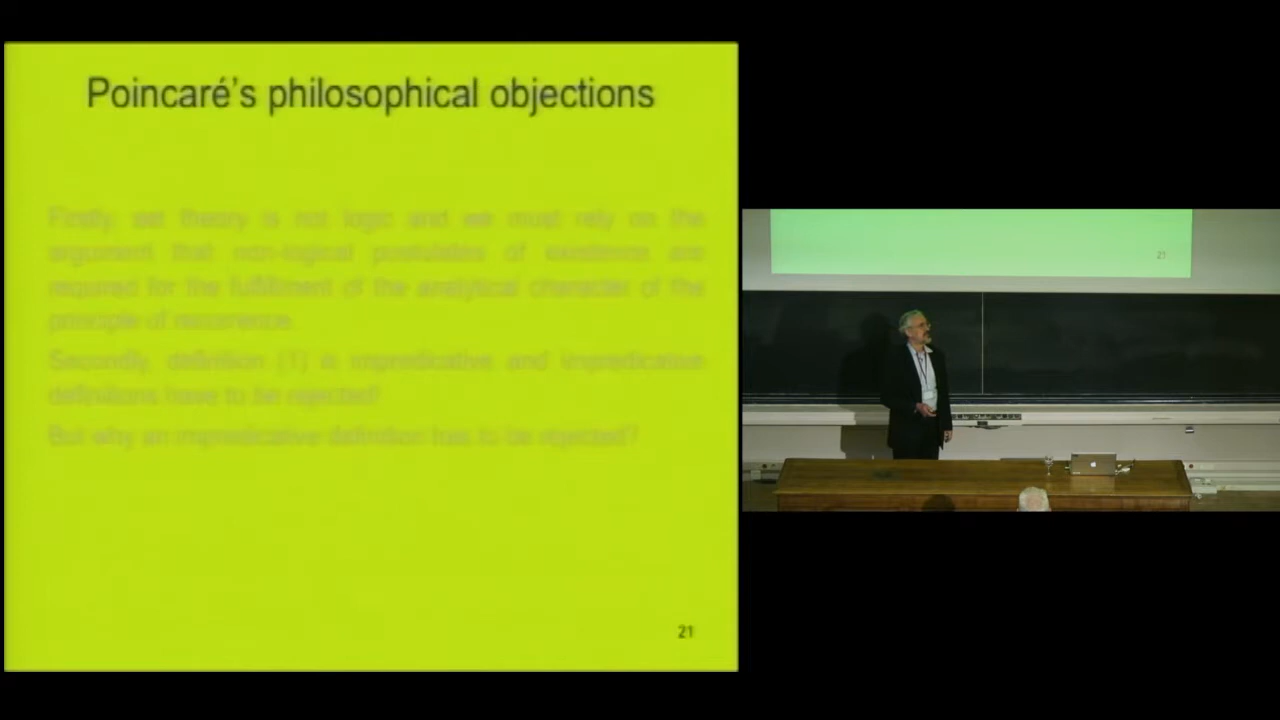 Poincaré's philosophical objections
Firstly, set theory is not logic and we must rely on the
argument that non-logical postulates of existence are
required for the fulfillment of the analytical character of the
principle of recurrence.
Secondly, definition (1) is impredicative and impredicative
definitions have to be rejected!
But why an impredicative definition has to be rejected?
21
21